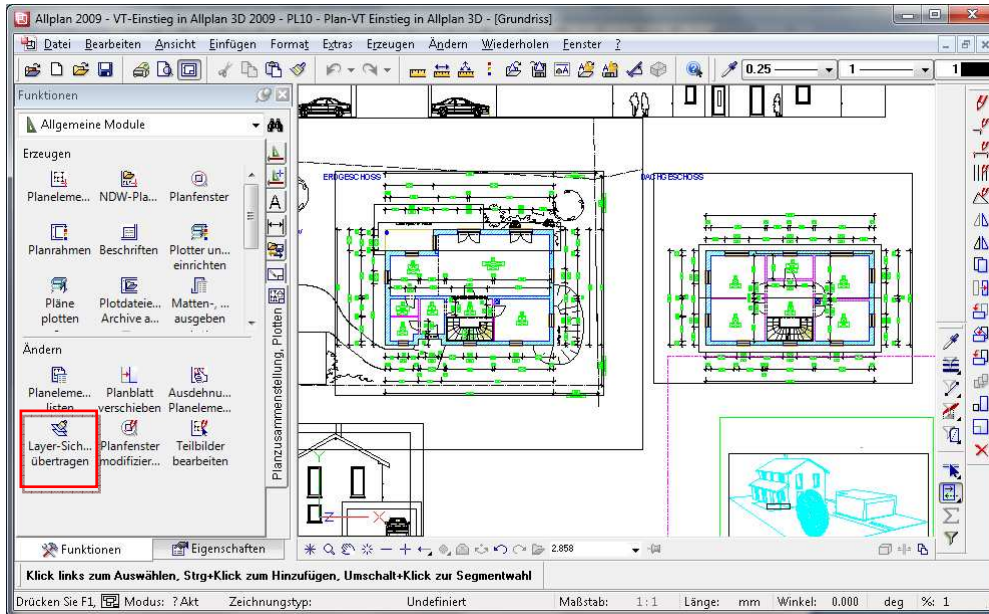 Allplan 2009 - VT-Einstieg in Allplan 3D 2009 - PL10 - Plan-VT Einstieg in Allplan 3D - [Grundriss]
Datei Bearbeiten Ansicht Einfügen Format Extras Erzeugen Ändern Wiederholen Fenster ?
0.25 1 1
Funktionen
Allgemeine Module
Erzeugen
Planeleme... NDW-Pla... Planfenster
Planrahmen Beschriften Plotter un... einrichten
Pläne plotten Plotdateie... Archive a... Matten-, ... ausgeben
Ändern
Planeleme... listen Planblatt verschieben Ausdehnu... Planeleme...
Layer-Sich... übertragen Planfenster modifizier... Teilbilder bearbeiten
Planzusammenstellung, Plotten
Funktionen Eigenschaften
ERDGESCHOSS
DACHGESCHOSS
Y
Z X
2.858
Klick links zum Auswählen, Strg+Klick zum Hinzufügen, Umschalt+Klick zur Segmentwahl
Drücken Sie F1, Modus: ?Akt Zeichnungstyp: Undefiniert Maßstab: 1:1 Länge: mm Winkel: 0.000 deg %: 1